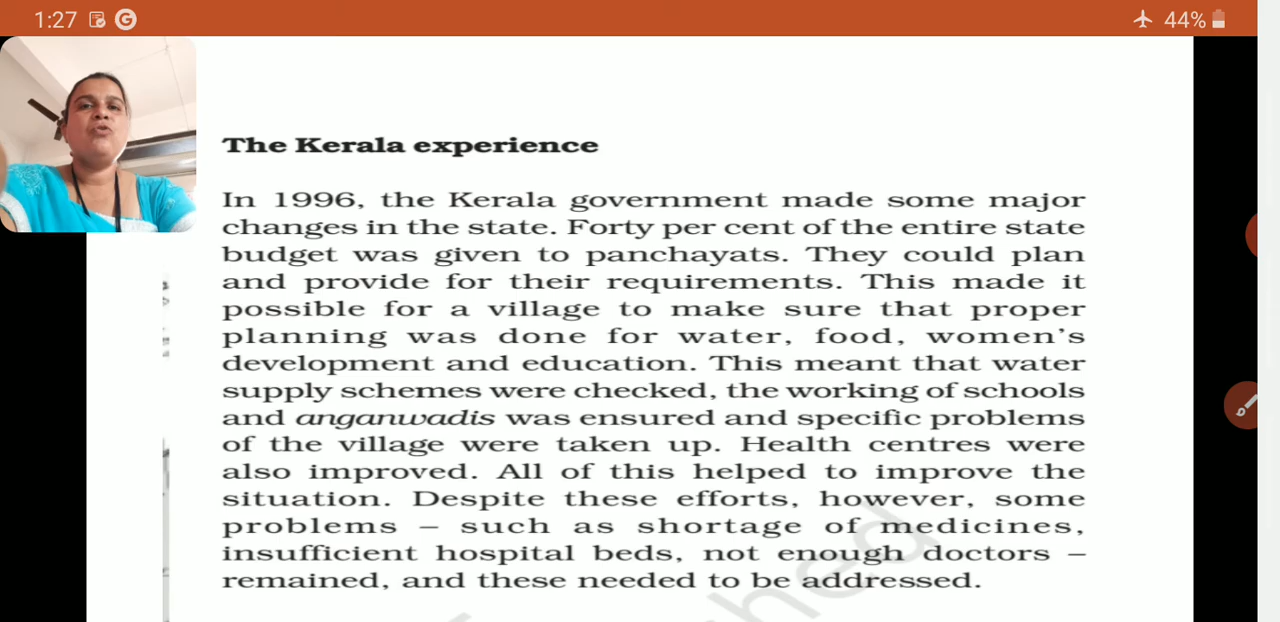 1:27
44%
The Kerala experience
In 1996, the Kerala government made some major
changes in the state. Forty per cent of the entire state
budget was given to panchayats. They could plan
and provide for their requirements. This made it
possible for a village to make sure that proper
planning was done for water, food, women's
development and education. This meant that water
supply schemes were checked, the working of schools
and anganwadis was ensured and specific problems
of the village were taken up. Health centres were
also improved. All of this helped to improve the
situation. Despite these efforts, however, some
problems – such as shortage of medicines,
insufficient hospital beds, not enough doctors –
remained, and these needed to be addressed.